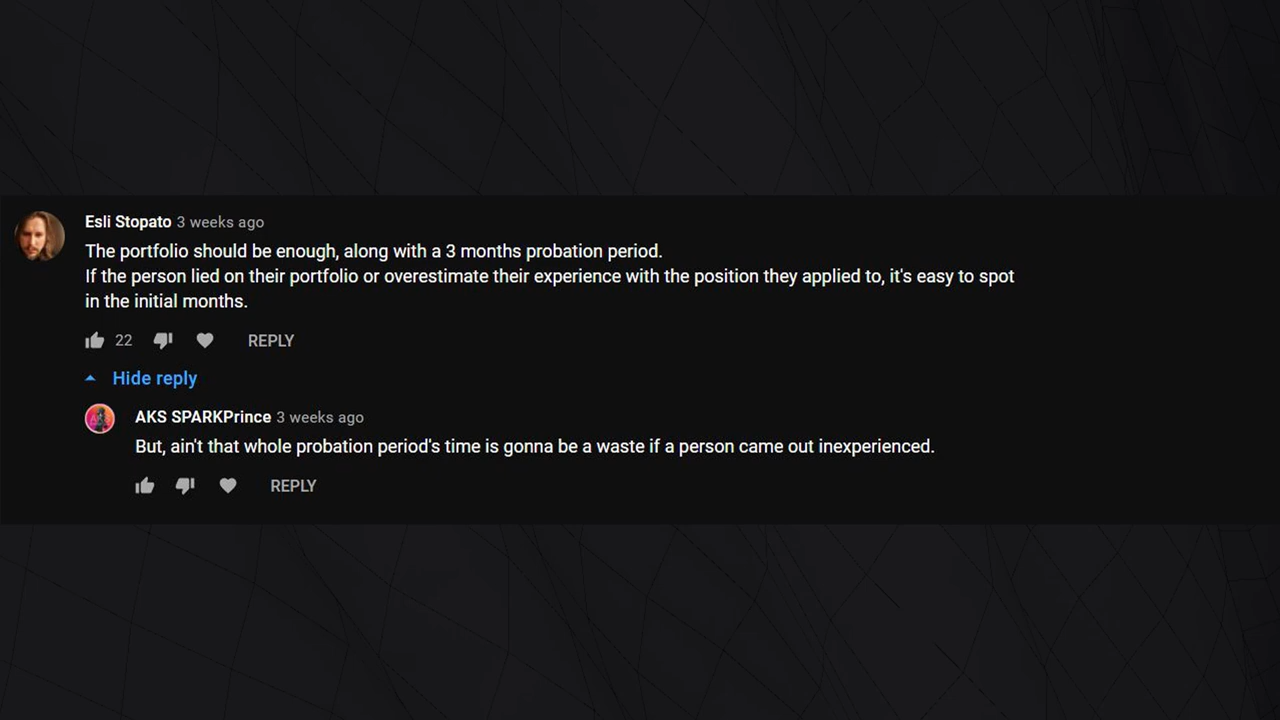 Esli Stopato 3 weeks ago
The portfolio should be enough, along with a 3 months probation period.
If the person lied on their portfolio or overestimate their experience with the position they applied to, it's easy to spot
in the initial months.
22 REPLY
Hide reply
AKS SPARKPrince 3 weeks ago
But, ain't that whole probation period's time is gonna be a waste if a person came out inexperienced.
REPLY